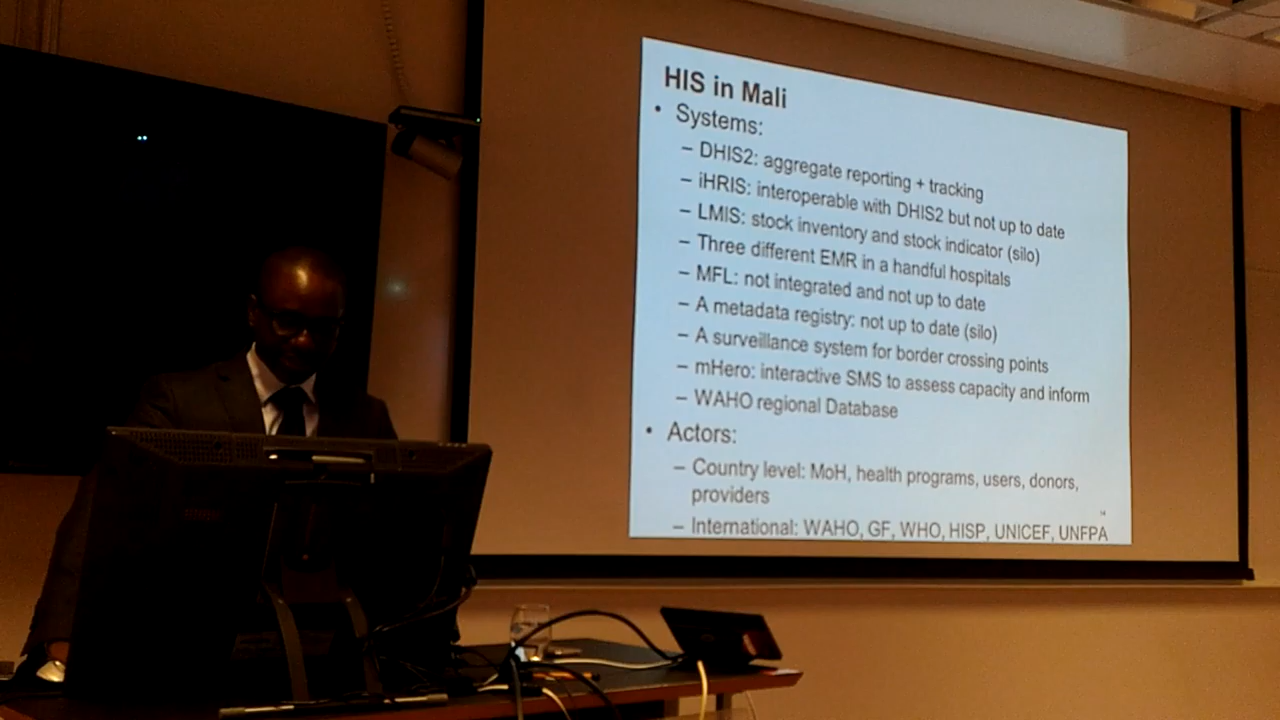 HIS in Mali
• Systems:
– DHIS2: aggregate reporting + tracking
– iHRIS: interoperable with DHIS2 but not up to date
– LMIS: stock inventory and stock indicator (silo)
– Three different EMR in a handful hospitals
– MFL: not integrated and not up to date
– A metadata registry: not up to date (silo)
– A surveillance system for border crossing points
– mHero: interactive SMS to assess capacity and inform
– WAHO regional Database
• Actors:
– Country level: MoH, health programs, users, donors,
providers
14
– International: WAHO, GF, WHO, HISP, UNICEF, UNFPA